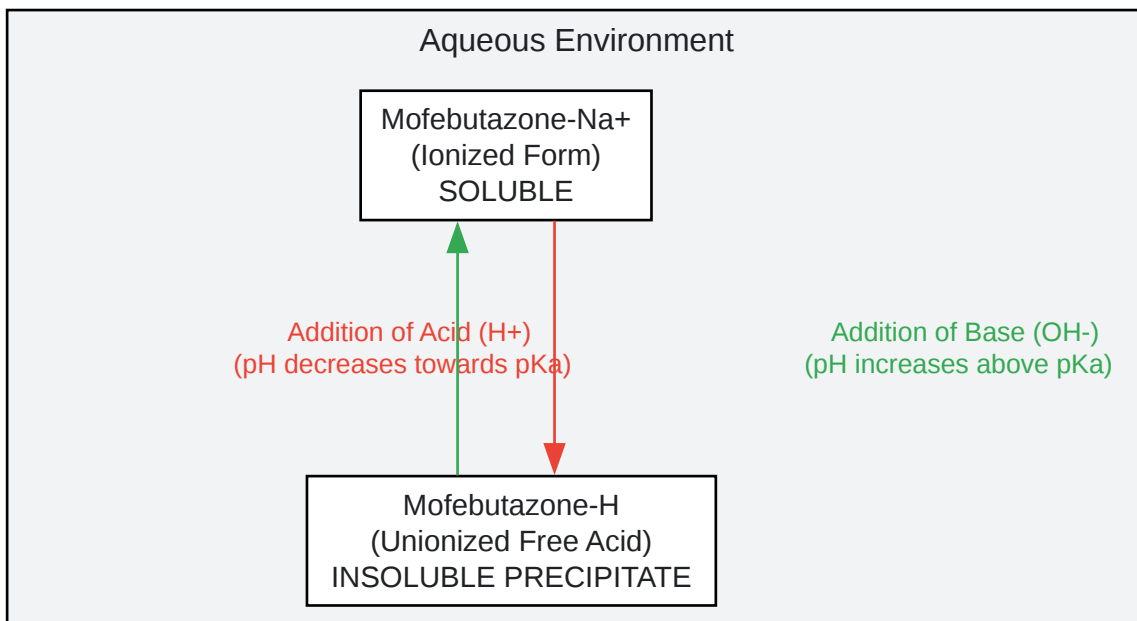 Aqueous Environment
Mofebutazone-Na+
(Ionized Form)
SOLUBLE
Addition of Acid (H+)
(pH decreases towards pKa)
Addition of Base (OH-)
(pH increases above pKa)
Mofebutazone-H
(Unionized Free Acid)
INSOLUBLE PRECIPITATE